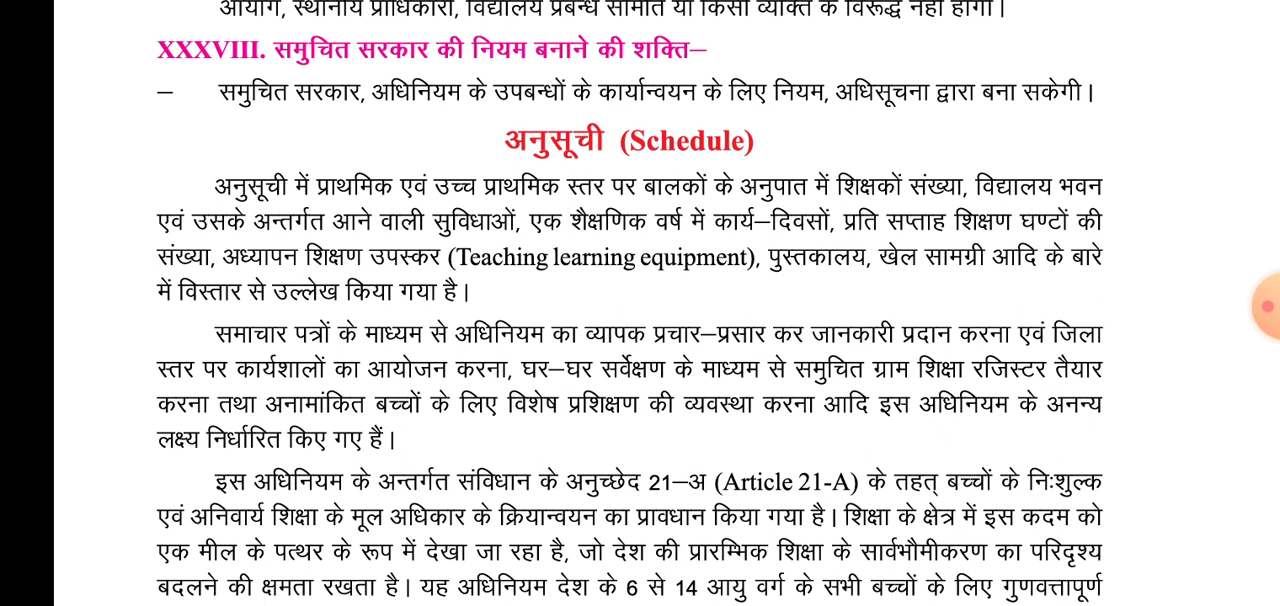 आयोग, स्थानीय प्राधिकारी, विद्यालय प्रबन्ध समिति या किसी व्यक्ति के विरूद्ध नहीं होगी।
XXXVIII. समुचित सरकार की नियम बनाने की शक्ति–
– समुचित सरकार, अधिनियम के उपबन्धों के कार्यान्वयन के लिए नियम, अधिसूचना द्वारा बना सकेगी।
अनुसूची (Schedule)
अनुसूची में प्राथमिक एवं उच्च प्राथमिक स्तर पर बालकों के अनुपात में शिक्षकों संख्या, विद्यालय भवन
एवं उसके अन्तर्गत आने वाली सुविधाओं, एक शैक्षणिक वर्ष में कार्य–दिवसों, प्रति सप्ताह शिक्षण घण्टों की
संख्या, अध्यापन शिक्षण उपस्कर (Teaching learning equipment), पुस्तकालय, खेल सामग्री आदि के बारे
में विस्तार से उल्लेख किया गया है।
समाचार पत्रों के माध्यम से अधिनियम का व्यापक प्रचार–प्रसार कर जानकारी प्रदान करना एवं जिला
स्तर पर कार्यशालों का आयोजन करना, घर–घर सर्वेक्षण के माध्यम से समुचित ग्राम शिक्षा रजिस्टर तैयार
करना तथा अनामांकित बच्चों के लिए विशेष प्रशिक्षण की व्यवस्था करना आदि इस अधिनियम के अनन्य
लक्ष्य निर्धारित किए गए हैं।
इस अधिनियम के अन्तर्गत संविधान के अनुच्छेद 21–अ (Article 21-A) के तहत् बच्चों के निःशुल्क
एवं अनिवार्य शिक्षा के मूल अधिकार के क्रियान्वयन का प्रावधान किया गया है। शिक्षा के क्षेत्र में इस कदम को
एक मील के पत्थर के रूप में देखा जा रहा है, जो देश की प्रारम्भिक शिक्षा के सार्वभौमीकरण का परिदृश्य
बदलने की क्षमता रखता है। यह अधिनियम देश के 6 से 14 आयु वर्ग के सभी बच्चों के लिए गुणवत्तापूर्ण